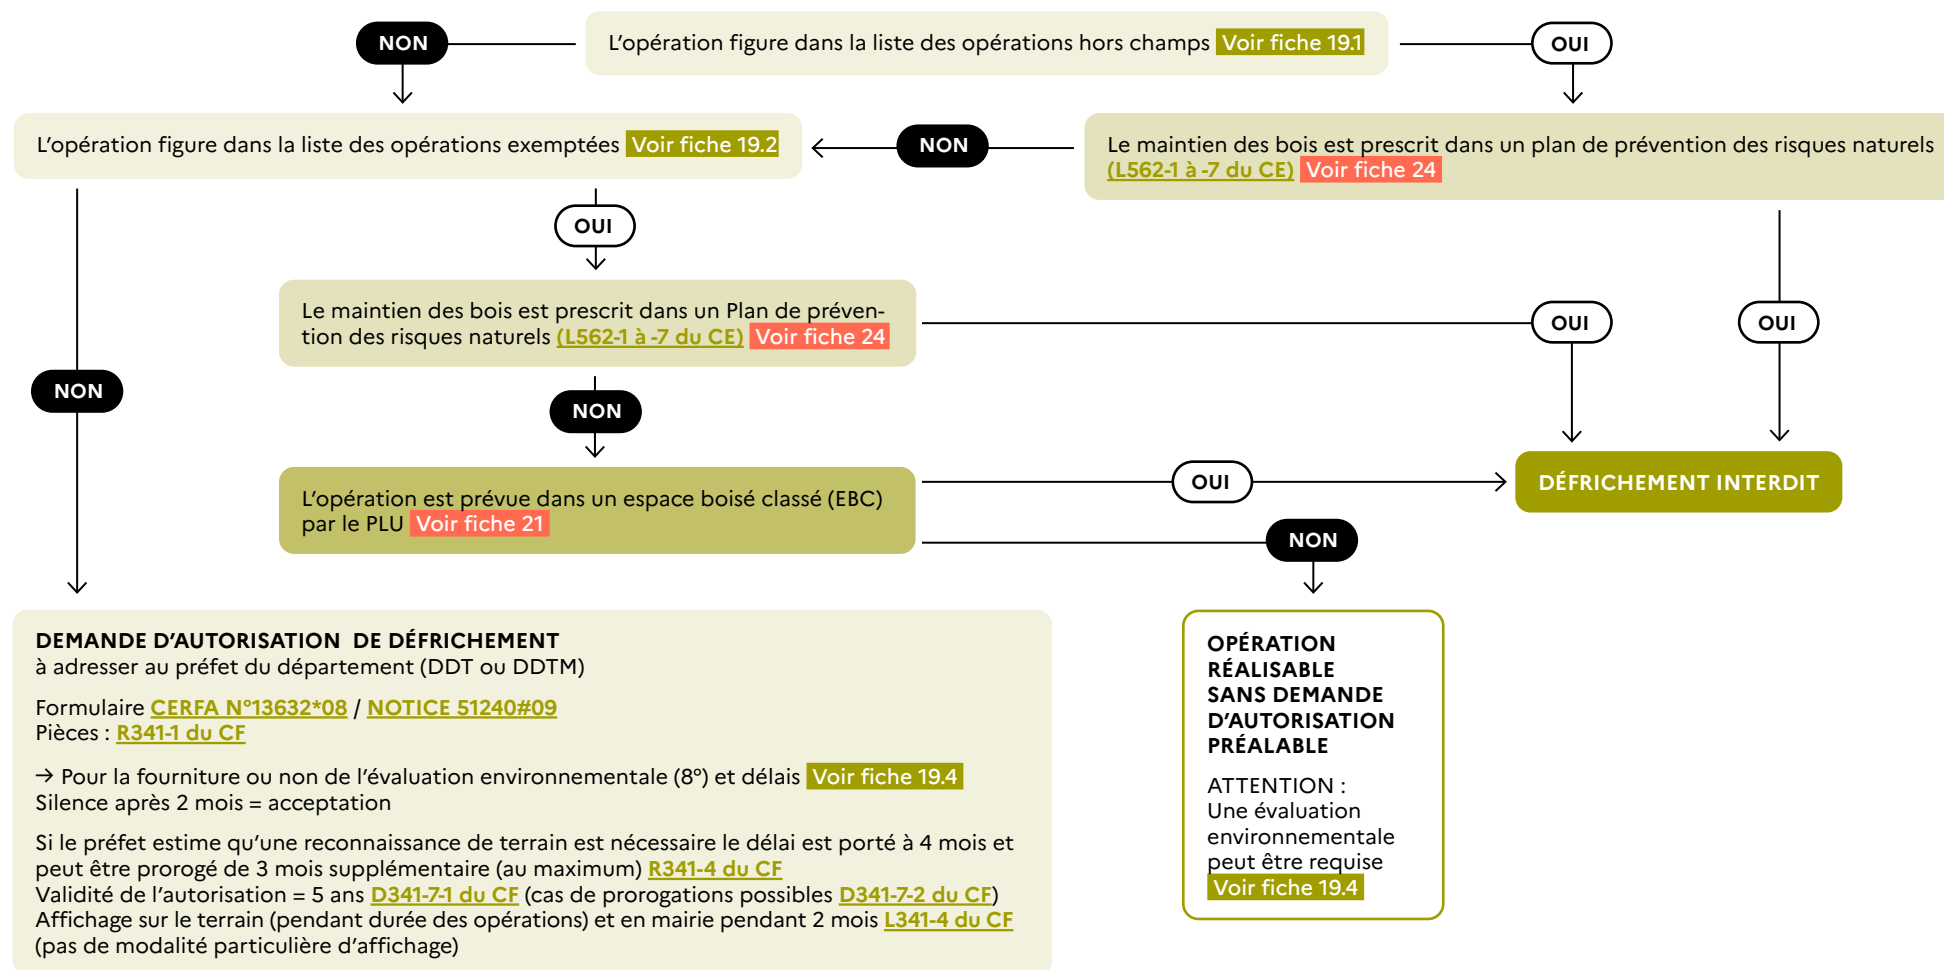 NON
L'opération figure dans la liste des opérations hors champs Voir fiche 19.1
OUI
L'opération figure dans la liste des opérations exemptées Voir fiche 19.2
NON
Le maintien des bois est prescrit dans un plan de prévention des risques naturels
(L562-1 à -7 du CE) Voir fiche 24
OUI
Le maintien des bois est prescrit dans un Plan de préven-
tion des risques naturels (L562-1 à -7 du CE) Voir fiche 24
OUI
OUI
NON
NON
L'opération est prévue dans un espace boisé classé (EBC)
par le PLU Voir fiche 21
OUI
DÉFRICHEMENT INTERDIT
NON
DEMANDE D'AUTORISATION DE DÉFRICHEMENT
à adresser au préfet du département (DDT ou DDTM)
Formulaire CERFA N°13632*08 / NOTICE 51240#09
Pièces : R341-1 du CF
→ Pour la fourniture ou non de l'évaluation environnementale (8°) et délais Voir fiche 19.4
Silence après 2 mois = acceptation
Si le préfet estime qu'une reconnaissance de terrain est nécessaire le délai est porté à 4 mois et
peut être prorogé de 3 mois supplémentaire (au maximum) R341-4 du CF
Validité de l'autorisation = 5 ans D341-7-1 du CF (cas de prorogations possibles D341-7-2 du CF)
Affichage sur le terrain (pendant durée des opérations) et en mairie pendant 2 mois L341-4 du CF
(pas de modalité particulière d'affichage)
OPÉRATION
RÉALISABLE
SANS DEMANDE
D'AUTORISATION
PRÉALABLE
ATTENTION :
Une évaluation
environnementale
peut être requise
Voir fiche 19.4